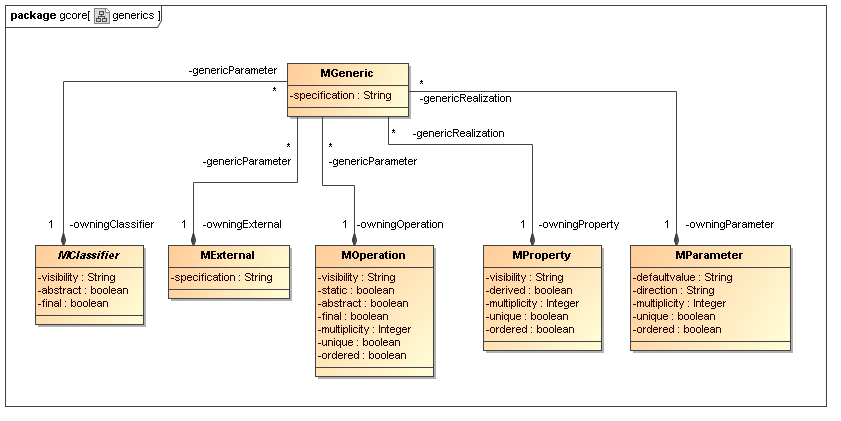 package gcore[ generics ]
-genericParameter
*
MGeneric
-specification : String
*
-genericRealization
*
-genericParameter
*
-genericParameter
*
-genericRealization
1
-owningClassifier
1
-owningExternal
1
-owningOperation
1
-owningProperty
1
-owningParameter
MClassifier
-visibility : String
-abstract : boolean
-final : boolean
MExternal
-specification : String
MOperation
-visibility : String
-static : boolean
-abstract : boolean
-final : boolean
-multiplicity : Integer
-unique : boolean
-ordered : boolean
MProperty
-visibility : String
-derived : boolean
-multiplicity : Integer
-unique : boolean
-ordered : boolean
MParameter
-defaultvalue : String
-direction : String
-multiplicity : Integer
-unique : boolean
-ordered : boolean